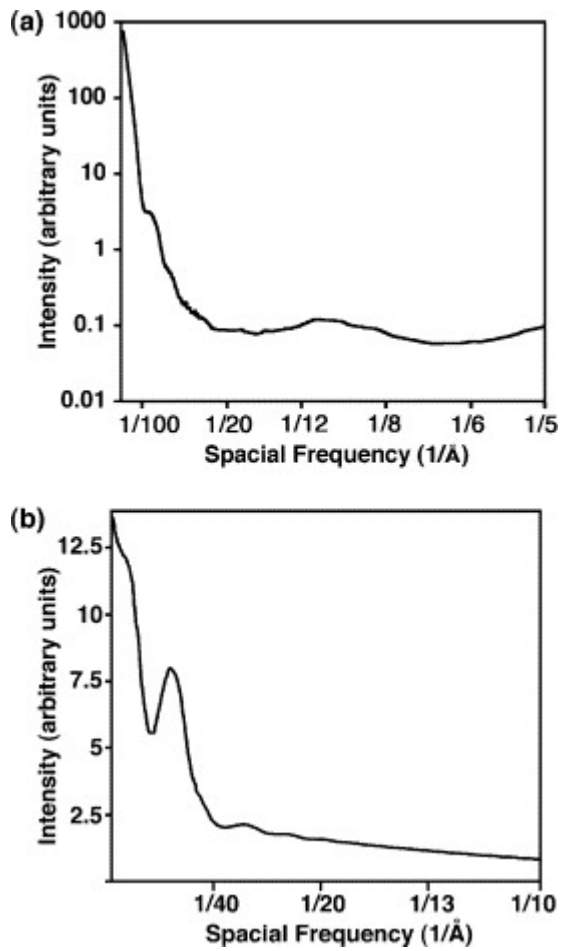 (a)
Intensity (arbitrary units)
1000
100
10
1
0.1
0.01
1/100 1/20 1/12 1/8 1/6 1/5
Spacial Frequency (1/Å)
(b)
Intensity (arbitrary units)
12.5
10
7.5
5
2.5
1/40 1/20 1/13 1/10
Spacial Frequency (1/Å)